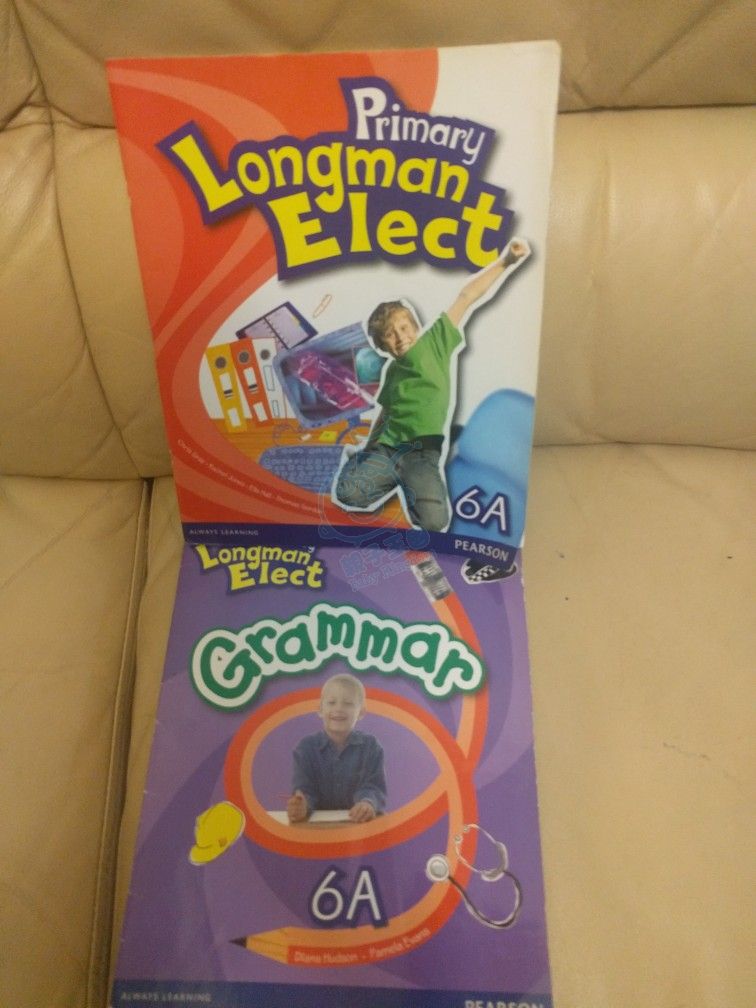 Primary
Longman
Elect
6A
ALWAYS LEARNING
PEARSON
Longman
Elect
Grammar
6A
Diane Hudson - Pamela Evans
ALWAYS LEARNING
PEARSON